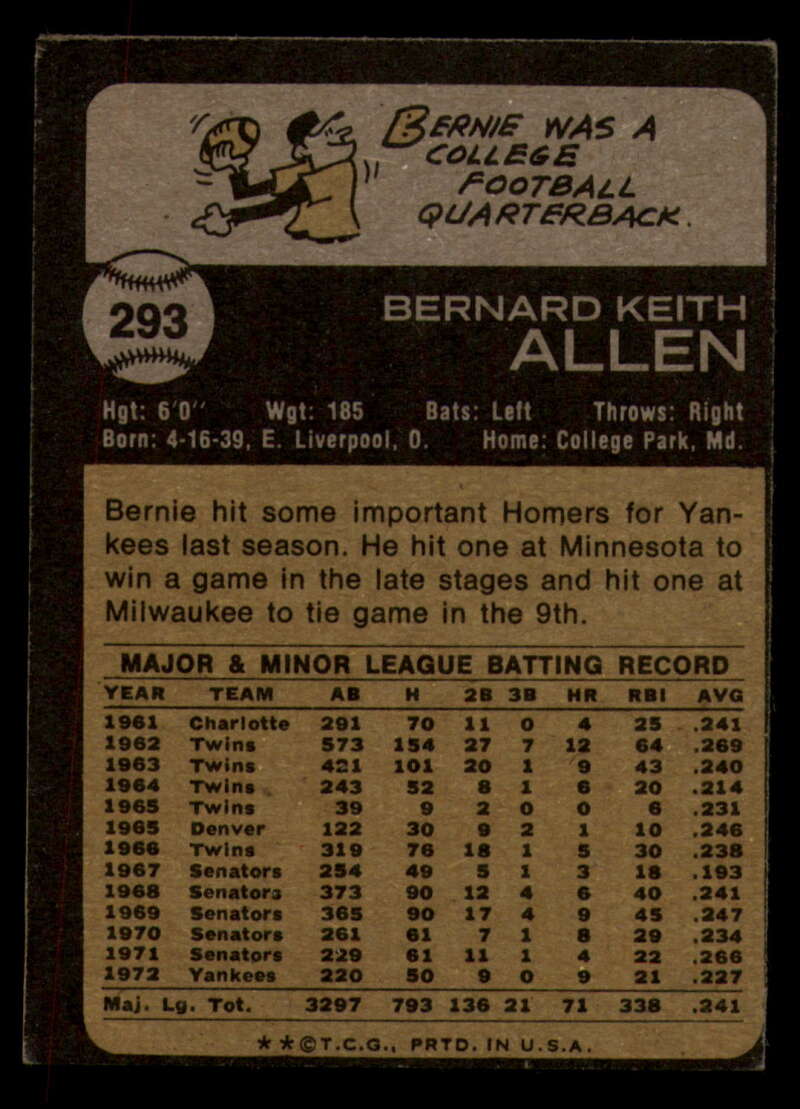 BERNIE WAS A
COLLEGE
FOOTBALL
QUARTERBACK.
293
BERNARD KEITH
ALLEN
Hgt: 6'0" Wgt: 185 Bats: Left Throws: Right
Born: 4-16-39, E. Liverpool, O. Home: College Park, Md.
Bernie hit some important Homers for Yan-
kees last season. He hit one at Minnesota to
win a game in the late stages and hit one at
Milwaukee to tie game in the 9th.
MAJOR & MINOR LEAGUE BATTING RECORD
YEAR TEAM AB H 2B 3B HR RBI AVG
1961 Charlotte 291 70 11 0 4 25 .241
1962 Twins 573 154 27 7 12 64 .269
1963 Twins 421 101 20 1 9 43 .240
1964 Twins 243 52 8 1 6 20 .214
1965 Twins 39 9 2 0 0 6 .231
1965 Denver 122 30 9 2 1 10 .246
1966 Twins 319 76 18 1 5 30 .238
1967 Senators 254 49 5 1 3 18 .193
1968 Senators 373 90 12 4 6 40 .241
1969 Senators 365 90 17 4 9 45 .247
1970 Senators 261 61 7 1 8 29 .234
1971 Senators 229 61 11 1 4 22 .266
1972 Yankees 220 50 9 0 9 21 .227
Maj. Lg. Tot. 3297 793 136 21 71 338 .241
* * © T.C.G., PRTD. IN U.S.A.